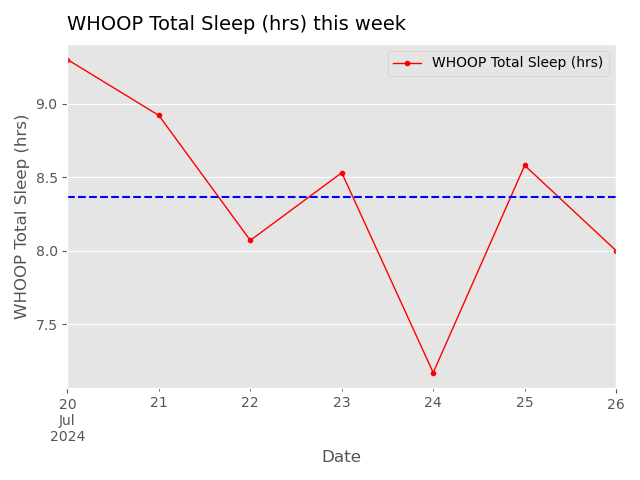 WHOOP Total Sleep (hrs) this week
WHOOP Total Sleep (hrs)
WHOOP Total Sleep (hrs)
9.0
8.5
8.0
7.5
20 21 22 23 24 25 26
Jul
2024
Date